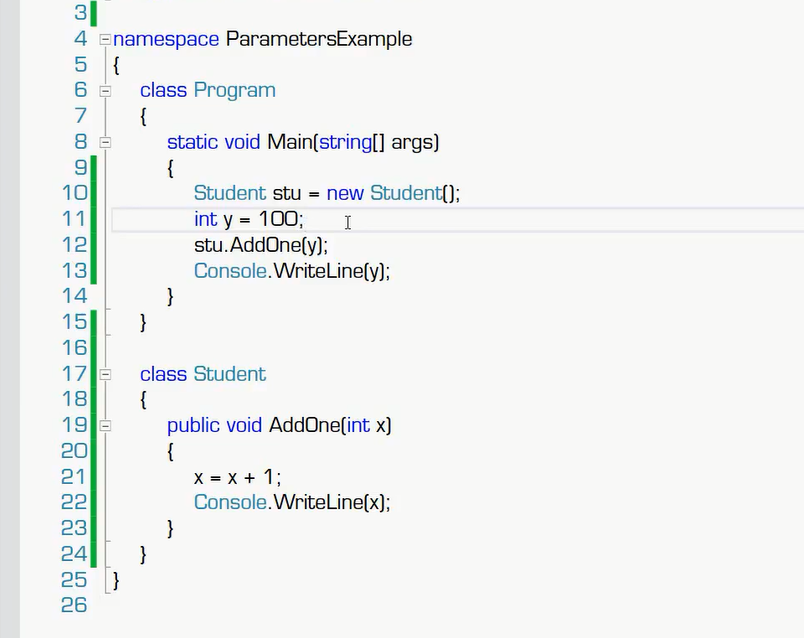 3
4 namespace ParametersExample
5 {
6 class Program
7 {
8 static void Main(string[] args)
9 {
10 Student stu = new Student();
11 int y = 100;
12 stu.AddOne(y);
13 Console.WriteLine(y);
14 }
15 }
16
17 class Student
18 {
19 public void AddOne(int x)
20 {
21 x = x + 1;
22 Console.WriteLine(x);
23 }
24 }
25 }
26